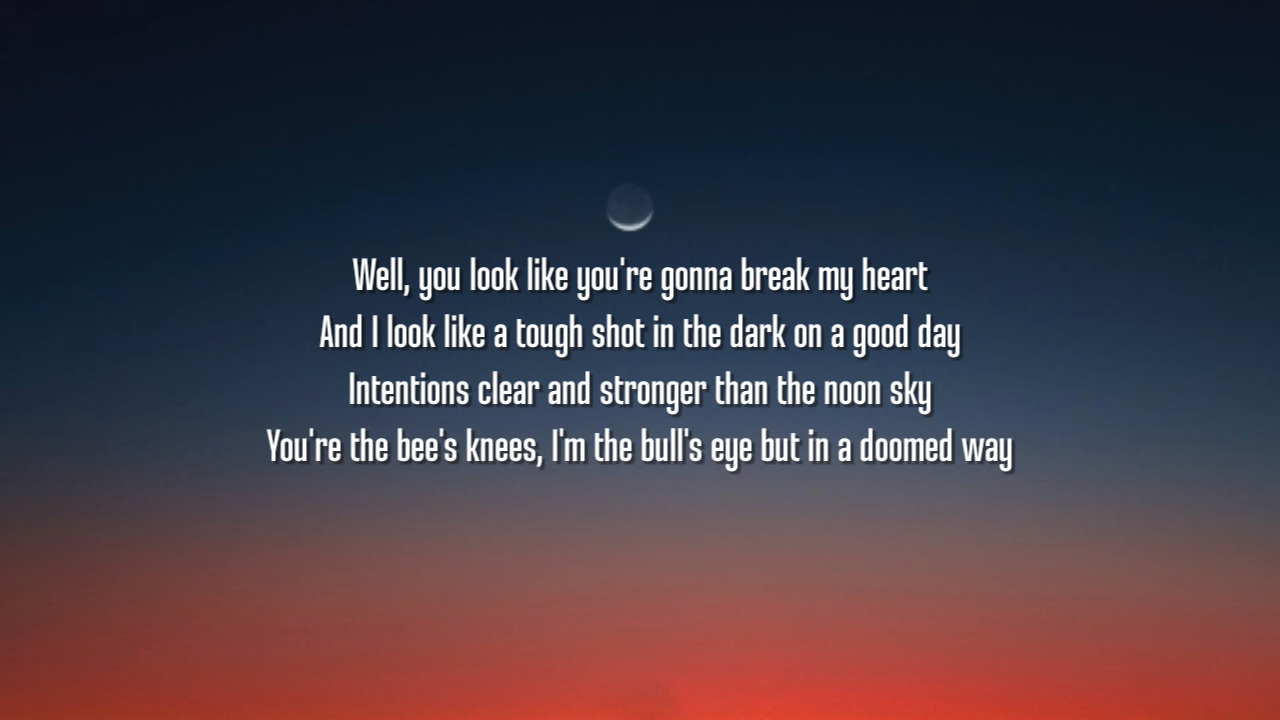 Well, you look like you're gonna break my heart
And I look like a tough shot in the dark on a good day
Intentions clear and stronger than the noon sky
You're the bee's knees, I'm the bull's eye but in a doomed way